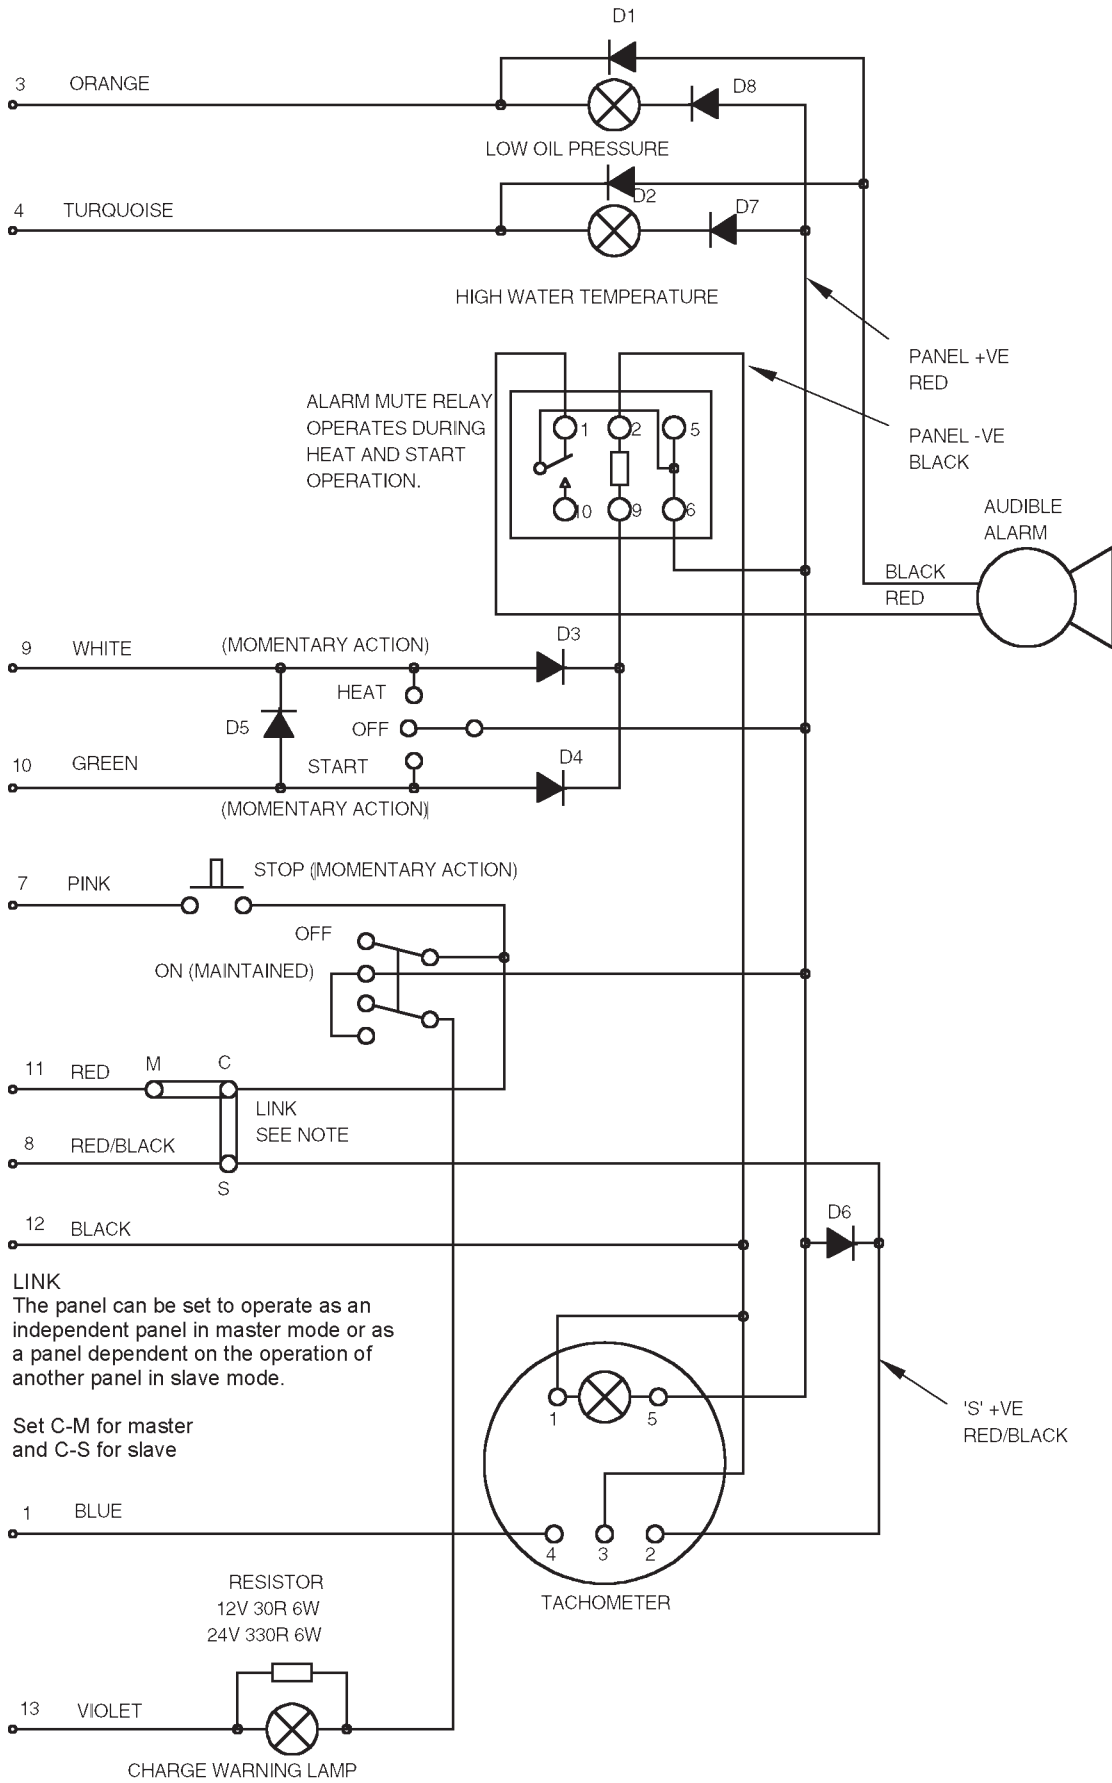 D1
3 ORANGE
D8
LOW OIL PRESSURE
D2
4 TURQUOISE
D7
HIGH WATER TEMPERATURE
PANEL +VE
RED
ALARM MUTE RELAY
OPERATES DURING
HEAT AND START
OPERATION.
1 2 5
10 9 6
PANEL -VE
BLACK
AUDIBLE
ALARM
BLACK
RED
9 WHITE (MOMENTARY ACTION) D3
HEAT
D5 OFF
10 GREEN START D4
(MOMENTARY ACTION)
7 PINK STOP (MOMENTARY ACTION)
OFF
ON (MAINTAINED)
11 RED M C
LINK
SEE NOTE
8 RED/BLACK
S
12 BLACK
D6
LINK
The panel can be set to operate as an
independent panel in master mode or as
a panel dependent on the operation of
another panel in slave mode.
Set C-M for master
and C-S for slave
1 5
'S' +VE
RED/BLACK
1 BLUE
4 3 2
TACHOMETER
RESISTOR
12V 30R 6W
24V 330R 6W
13 VIOLET
CHARGE WARNING LAMP